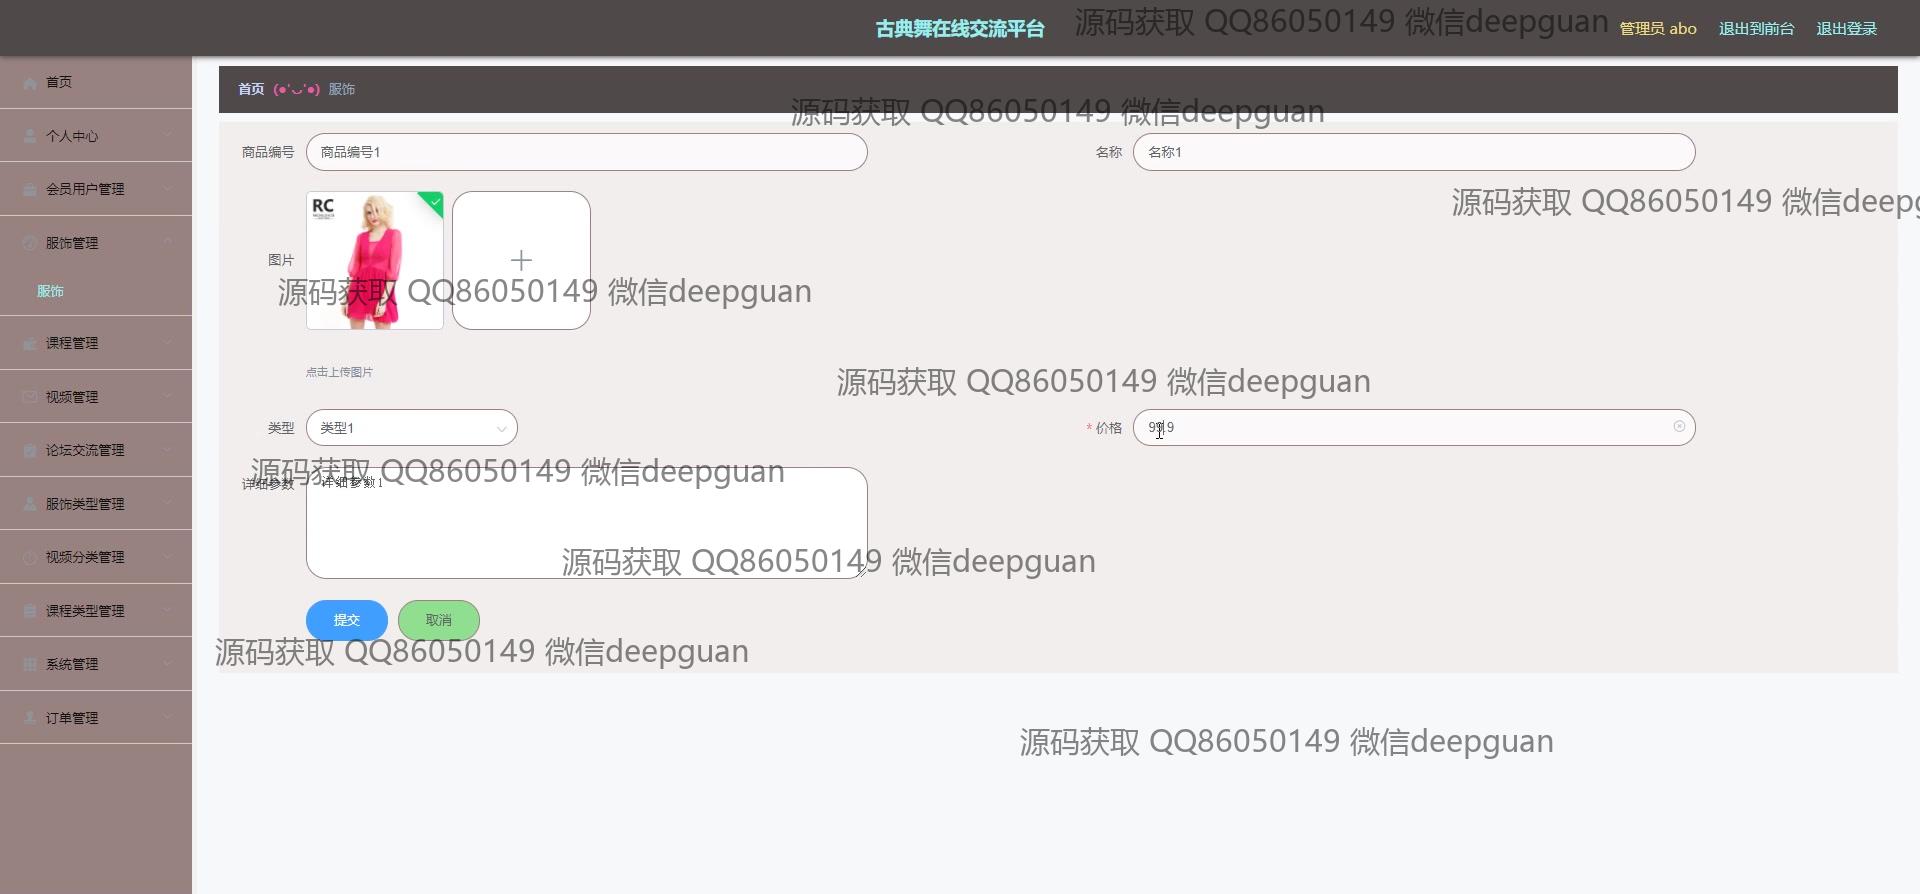 古典舞在线交流平台
源码获取 QQ86050149 微信deepguan
管理员 abo
退出到前台
退出登录
首页
个人中心
会员用户管理
服饰管理
服饰
课程管理
视频管理
论坛交流管理
服饰类型管理
视频分类管理
课程类型管理
系统管理
订单管理
首页 (●'◡'●) 服饰
源码获取 QQ86050149 微信deepguan
商品编号 商品编号1
名称 名称1
源码获取 QQ86050149 微信deepg
图片
RC
源码获取 QQ86050149 微信deepguan
点击上传图片
源码获取 QQ86050149 微信deepguan
类型 类型1
* 价格 99.9
源码获取 QQ86050149 微信deepguan
详细参数 详细参数1
源码获取 QQ86050149 微信deepguan
提交 取消
源码获取 QQ86050149 微信deepguan
源码获取 QQ86050149 微信deepguan